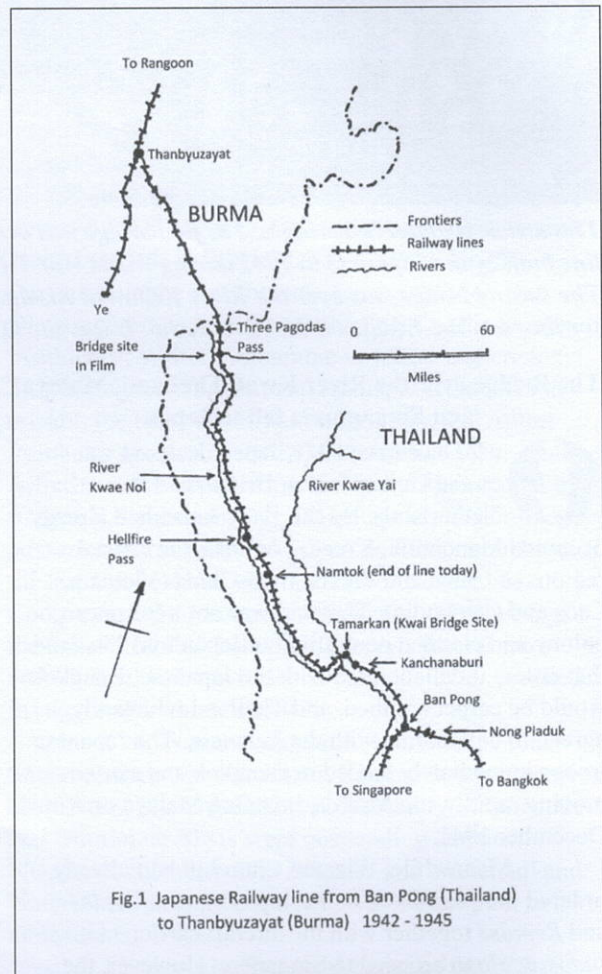 To Rangoon
Thanbyuzayat
BURMA
Frontiers
Railway lines
Rivers
Ye
Three Pagodas
Pass
0 60
Miles
Bridge site
In Film
THAILAND
River
Kwae Noi
River Kwae Yai
Hellfire
Pass
Namtok (end of line today)
Tamarkan (Kwai Bridge Site)
Kanchanaburi
Ban Pong
Nong Pladuk
To Singapore
To Bangkok
Fig.1 Japanese Railway line from Ban Pong (Thailand)
to Thanbyuzayat (Burma) 1942 - 1945